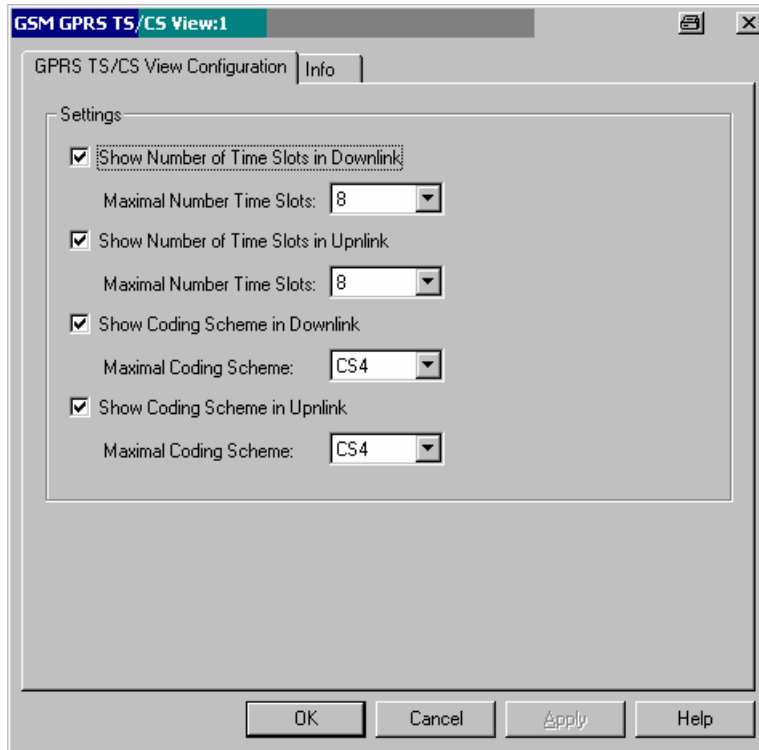 GSM GPRS TS/CS View:1
GPRS TS/CS View Configuration Info
Settings
Show Number of Time Slots in Downlink
Maximal Number Time Slots: 8
Show Number of Time Slots in Upnlink
Maximal Number Time Slots: 8
Show Coding Scheme in Downlink
Maximal Coding Scheme: CS4
Show Coding Scheme in Upnlink
Maximal Coding Scheme: CS4
OK Cancel Apply Help